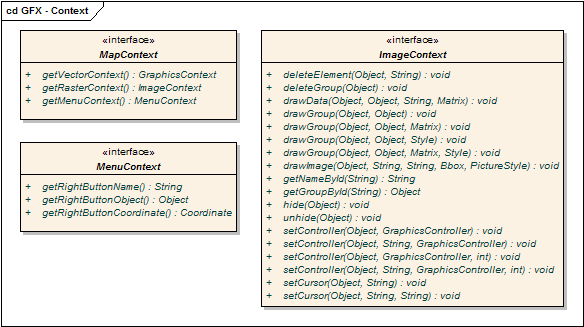 cd GFX - Context
«interface»
MapContext
+ getVectorContext() : GraphicsContext
+ getRasterContext() : ImageContext
+ getMenuContext() : MenuContext
«interface»
MenuContext
+ getRightButtonName() : String
+ getRightButtonObject() : Object
+ getRightButtonCoordinate() : Coordinate
«interface»
ImageContext
+ deleteElement(Object, String) : void
+ deleteGroup(Object) : void
+ drawData(Object, Object, String, Matrix) : void
+ drawGroup(Object, Object) : void
+ drawGroup(Object, Object, Matrix) : void
+ drawGroup(Object, Object, Style) : void
+ drawGroup(Object, Object, Matrix, Style) : void
+ drawImage(Object, String, String, Bbox, PictureStyle) : void
+ getNameById(String) : String
+ getGroupById(String) : Object
+ hide(Object) : void
+ unhide(Object) : void
+ setController(Object, GraphicsController) : void
+ setController(Object, String, GraphicsController) : void
+ setController(Object, GraphicsController, int) : void
+ setController(Object, String, GraphicsController, int) : void
+ setCursor(Object, String) : void
+ setCursor(Object, String, String) : void